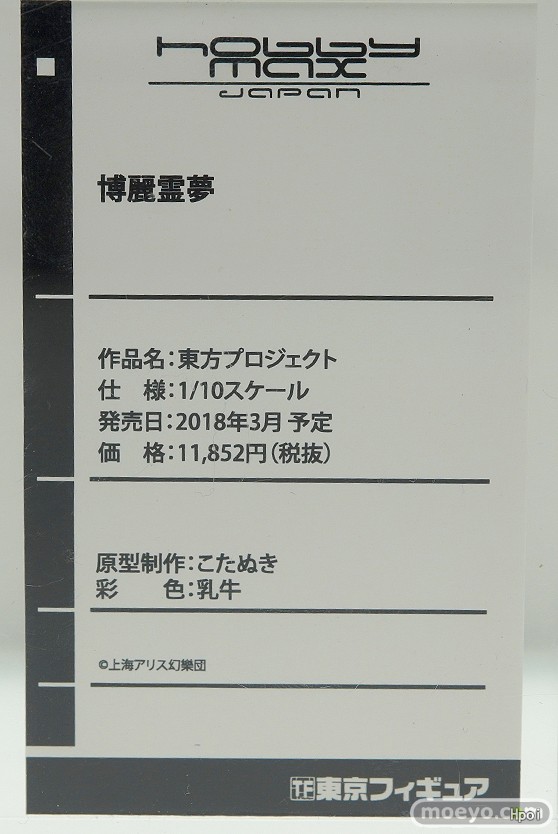 hobby
max
japan
博麗霊夢
作品名：東方プロジェクト
仕　様：1/10スケール
発売日：2018年3月 予定
価　格：11,852円（税抜）
原型制作：こたぬき
彩　　色：乳牛
©上海アリス幻樂団
TF東京フィギュア
moeyo.com
Hpoi